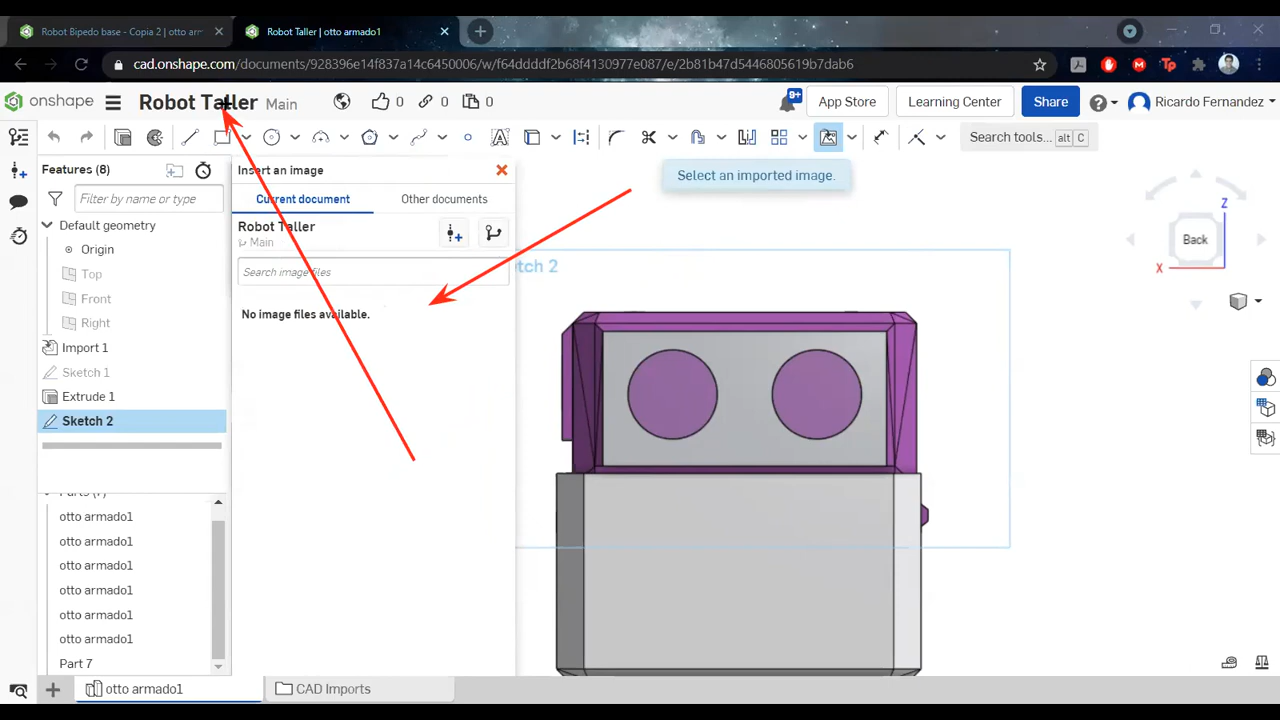 Robot Bipedo base - Copia 2 | otto arm
Robot Taller | otto armado1
cad.onshape.com/documents/928396e14f837a14c6450006/w/f64ddddf2b68f4130977e087/e/2b81b47d5446805619b7dab6
onshape
Robot Taller Main
0
0
0
9+
App Store
Learning Center
Share
Ricardo Fernandez
Search tools... alt C
Features (8)
Filter by name or type
Default geometry
Origin
Top
Front
Right
Import 1
Sketch 1
Extrude 1
Sketch 2
Parts (7)
otto armado1
otto armado1
otto armado1
otto armado1
otto armado1
otto armado1
Part 7
Insert an image
Current document
Other documents
Robot Taller
Main
Search image files
No image files available.
Select an imported image.
tch 2
Z
Back
X
otto armado1
CAD Imports